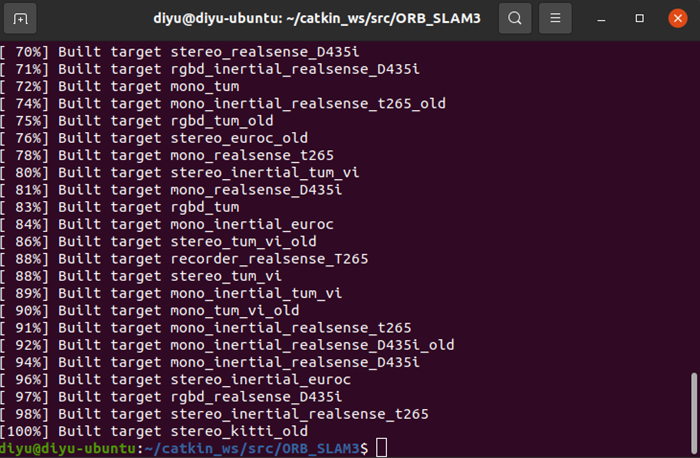 diyu@diyu-ubuntu: ~/catkin_ws/src/ORB_SLAM3
[ 70%] Built target stereo_realsense_D435i
[ 71%] Built target rgbd_inertial_realsense_D435i
[ 72%] Built target mono_tum
[ 74%] Built target mono_inertial_realsense_t265_old
[ 75%] Built target rgbd_tum_old
[ 76%] Built target stereo_euroc_old
[ 78%] Built target mono_realsense_t265
[ 80%] Built target stereo_inertial_tum_vi
[ 81%] Built target mono_realsense_D435i
[ 83%] Built target rgbd_tum
[ 84%] Built target mono_inertial_euroc
[ 86%] Built target stereo_tum_vi_old
[ 88%] Built target recorder_realsense_T265
[ 88%] Built target stereo_tum_vi
[ 89%] Built target mono_inertial_tum_vi
[ 90%] Built target mono_tum_vi_old
[ 91%] Built target mono_inertial_realsense_t265
[ 92%] Built target mono_inertial_realsense_D435i_old
[ 94%] Built target mono_inertial_realsense_D435i
[ 96%] Built target stereo_inertial_euroc
[ 97%] Built target rgbd_realsense_D435i
[ 98%] Built target stereo_inertial_realsense_t265
[100%] Built target stereo_kitti_old
diyu@diyu-ubuntu:~/catkin_ws/src/ORB_SLAM3$